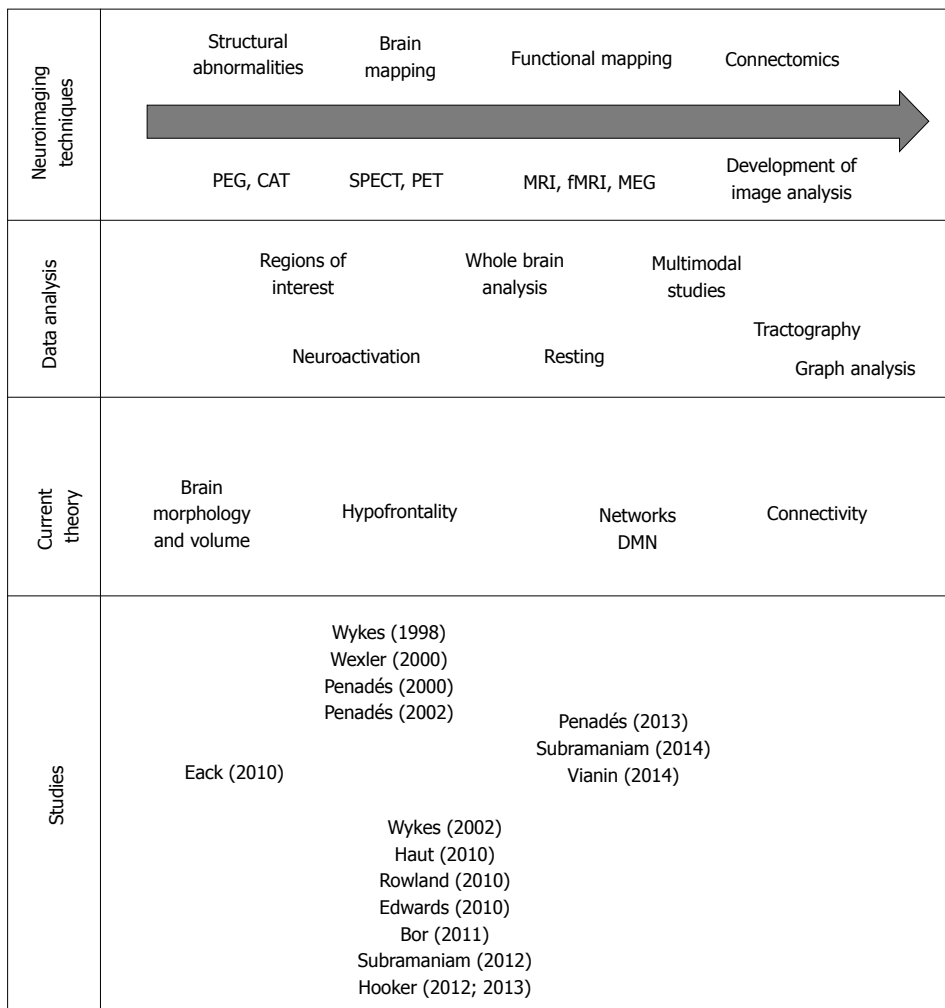 Neuroimaging
techniques
Structural
abnormalities
Brain
mapping
Functional mapping
Connectomics
PEG, CAT
SPECT, PET
MRI, fMRI, MEG
Development of
image analysis
Data analysis
Regions of
interest
Whole brain
analysis
Multimodal
studies
Tractography
Neuroactivation
Resting
Graph analysis
Current
theory
Brain
morphology
and volume
Hypofrontality
Networks
DMN
Connectivity
Studies
Wykes (1998)
Wexler (2000)
Penadés (2000)
Penadés (2002)
Penadés (2013)
Subramaniam (2014)
Vianin (2014)
Eack (2010)
Wykes (2002)
Haut (2010)
Rowland (2010)
Edwards (2010)
Bor (2011)
Subramaniam (2012)
Hooker (2012; 2013)